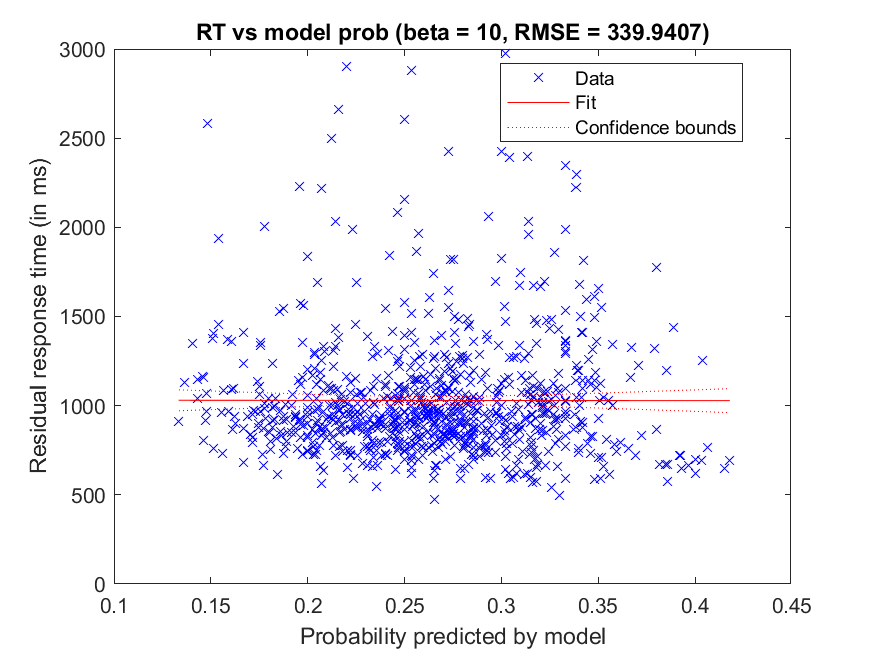 RT vs model prob (beta = 10, RMSE = 339.9407)
3000
2500
2000
1500
1000
500
0
Residual response time (in ms)
Data
Fit
Confidence bounds
0.1 0.15 0.2 0.25 0.3 0.35 0.4 0.45
Probability predicted by model